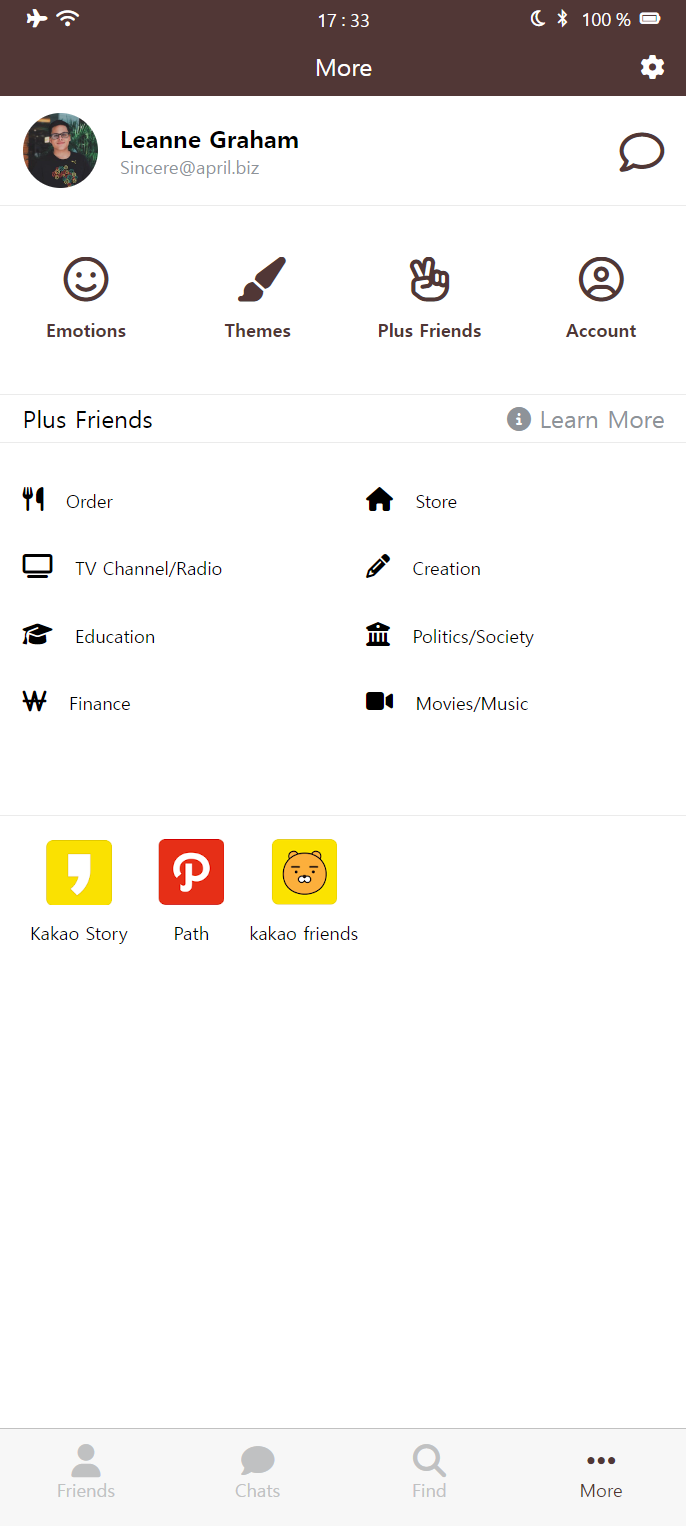 17 : 33
100 %
More
Leanne Graham
Sincere@april.biz
Emotions
Themes
Plus Friends
Account
Plus Friends
Learn More
Order
Store
TV Channel/Radio
Creation
Education
Politics/Society
Finance
Movies/Music
Kakao Story
Path
kakao friends
Friends
Chats
Find
More